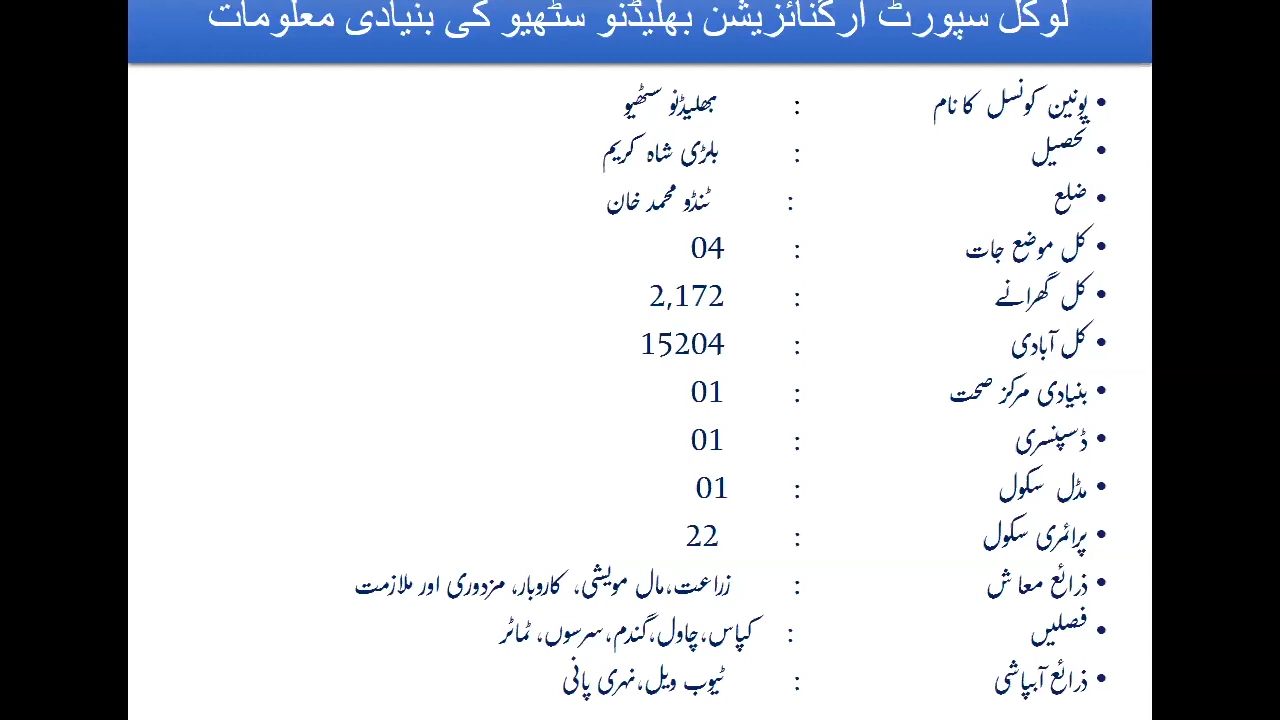 لوکل سپورٹ آرگنائزیشن بھلیڈنو سٹھیو کی بنیادی معلومات
• یونین کونسل کا نام : بھلیڈنو سٹھیو
• تحصیل : بلڑی شاہ کریم
• ضلع : ٹنڈو محمد خان
• کل موضع جات : 04
• کل گھرانے : 2,172
• کل آبادی : 15204
• بنیادی مرکز صحت : 01
• ڈسپنسری : 01
• مڈل سکول : 01
• پرائمری سکول : 22
• ذرائع معاش : زراعت،مال مویشی، کاروبار، مزدوری اور ملازمت
• فصلیں : کپاس،چاول،گندم،سرسوں، ٹماٹر
• ذرائع آبپاشی : ٹیوب ویل،نہری پانی